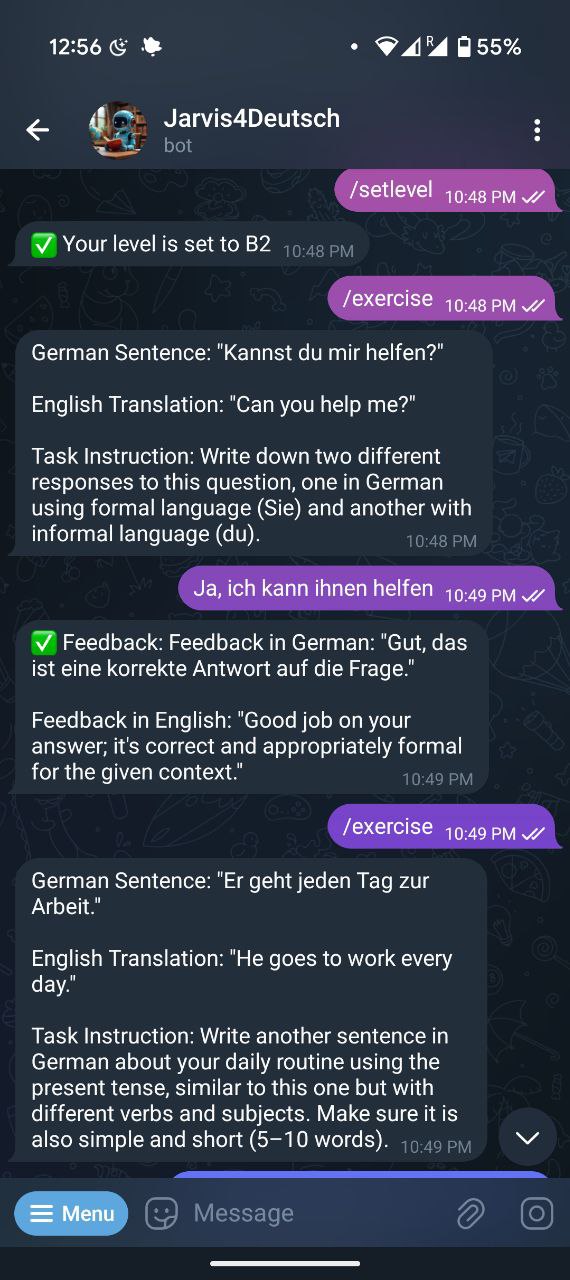 12:56
R
55%
Jarvis4Deutsch
bot
/setlevel 10:48 PM
✅ Your level is set to B2 10:48 PM
/exercise 10:48 PM
German Sentence: "Kannst du mir helfen?"
English Translation: "Can you help me?"
Task Instruction: Write down two different
responses to this question, one in German
using formal language (Sie) and another with
informal language (du). 10:48 PM
Ja, ich kann ihnen helfen 10:49 PM
✅ Feedback: Feedback in German: "Gut, das
ist eine korrekte Antwort auf die Frage."
Feedback in English: "Good job on your
answer; it's correct and appropriately formal
for the given context." 10:49 PM
/exercise 10:49 PM
German Sentence: "Er geht jeden Tag zur
Arbeit."
English Translation: "He goes to work every
day."
Task Instruction: Write another sentence in
German about your daily routine using the
present tense, similar to this one but with
different verbs and subjects. Make sure it is
also simple and short (5–10 words). 10:49 PM
Menu
Message